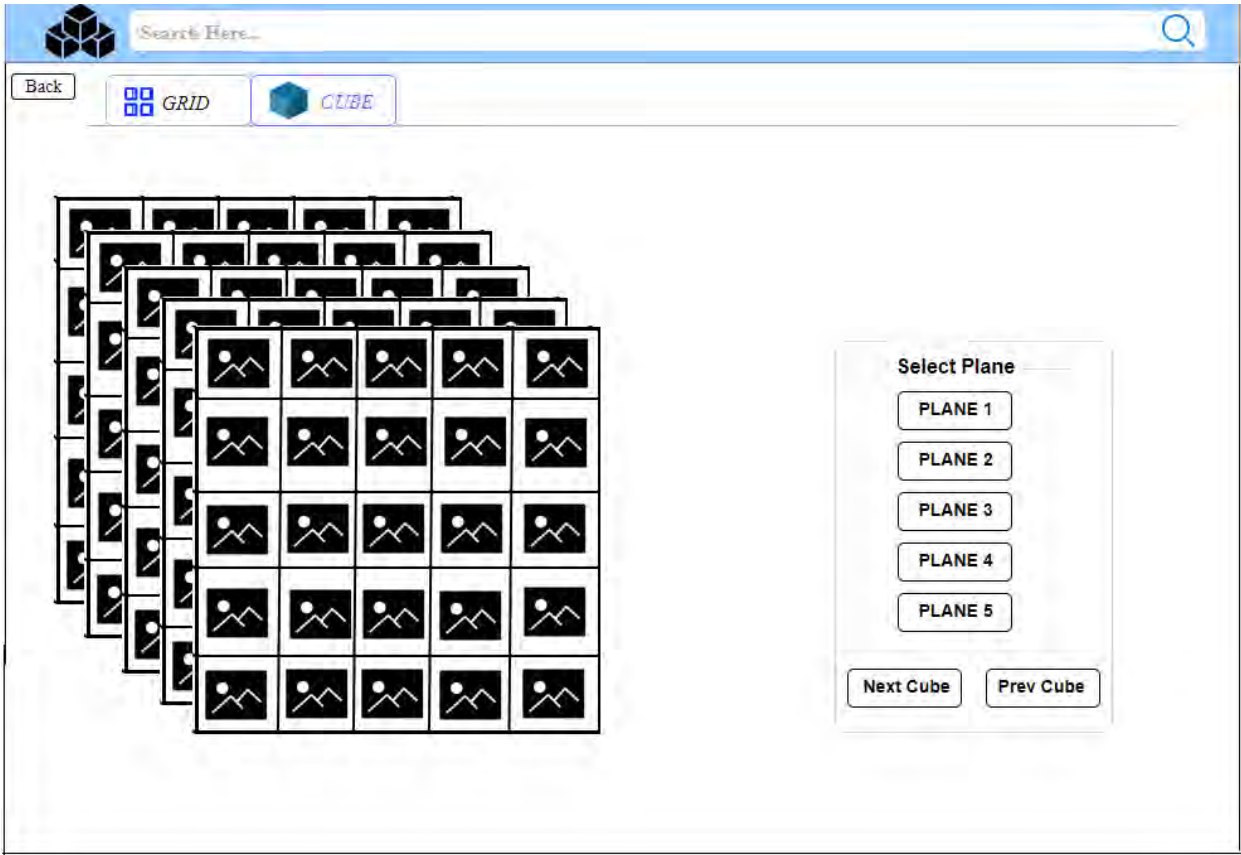 Search Here...
Back
GRID
CUBE
Select Plane
PLANE 1
PLANE 2
PLANE 3
PLANE 4
PLANE 5
Next Cube
Prev Cube